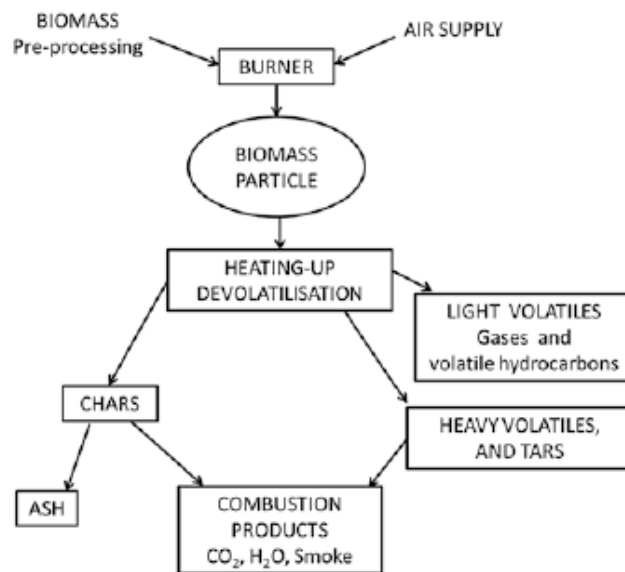 BIOMASS
Pre-processing
AIR SUPPLY
BURNER
BIOMASS
PARTICLE
HEATING-UP
DEVOLATILISATION
LIGHT VOLATILES
Gases and
volatile hydrocarbons
CHARS
HEAVY VOLATILES,
AND TARS
ASH
COMBUSTION
PRODUCTS
CO₂, H₂O, Smoke